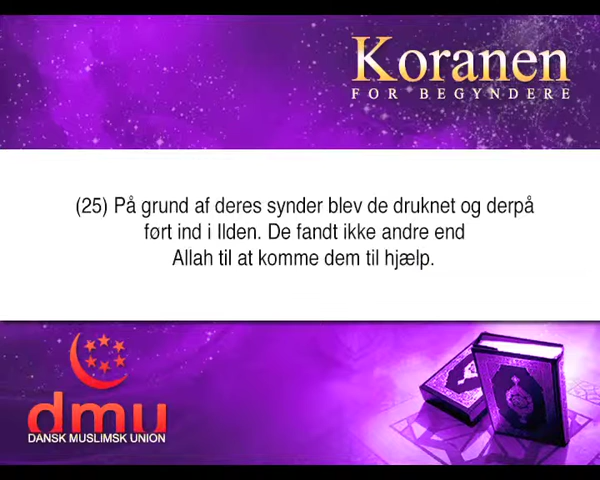 Koranen
FOR BEGYNDERE
(25) På grund af deres synder blev de druknet og derpå
ført ind i Ilden. De fandt ikke andre end
Allah til at komme dem til hjælp.
dmu
DANSK MUSLIMSK UNION